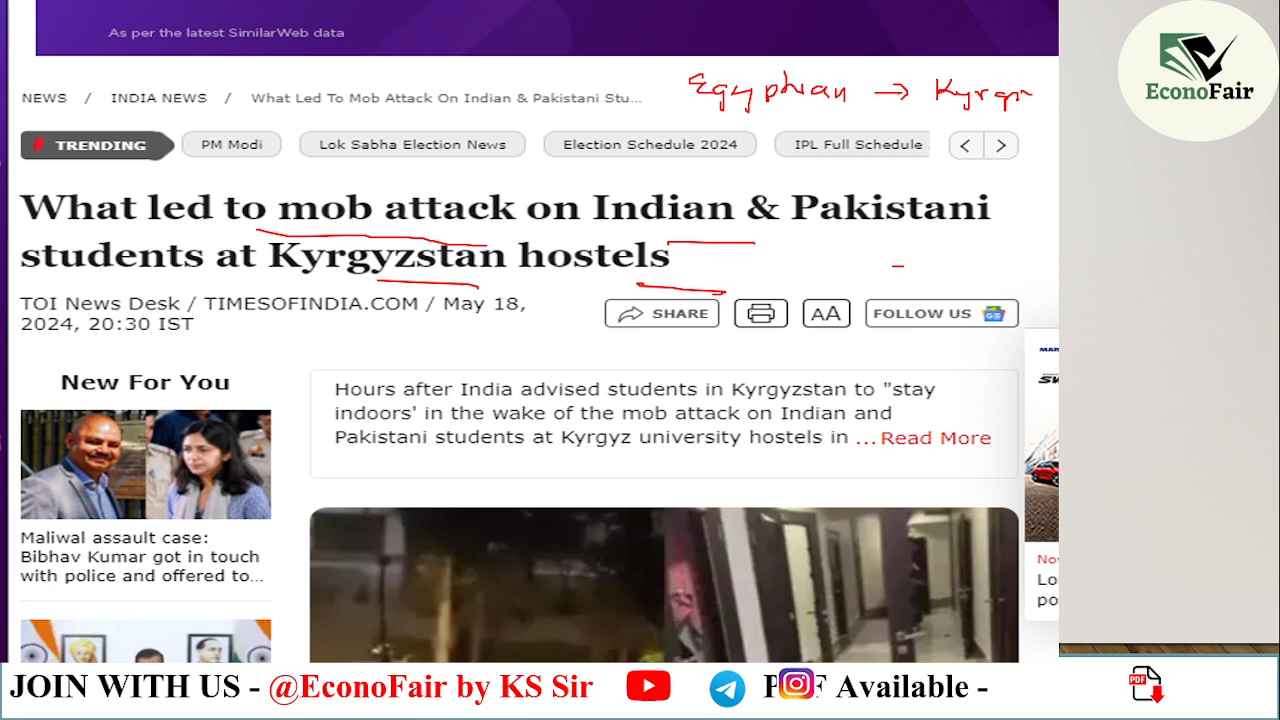 As per the latest SimilarWeb data
NEWS / INDIA NEWS / What Led To Mob Attack On Indian & Pakistani Stu...
Egyptian → Kyrgn
EconoFair
TRENDING PM Modi Lok Sabha Election News Election Schedule 2024 IPL Full Schedule
What led to mob attack on Indian & Pakistani
students at Kyrgyzstan hostels
TOI News Desk / TIMESOFINDIA.COM / May 18,
2024, 20:30 IST
SHARE AA FOLLOW US
New For You
Hours after India advised students in Kyrgyzstan to "stay
indoors' in the wake of the mob attack on Indian and
Pakistani students at Kyrgyz university hostels in ... Read More
Maliwal assault case:
Bibhav Kumar got in touch
with police and offered to...
JOIN WITH US - @EconoFair by KS Sir
Available -
PDF